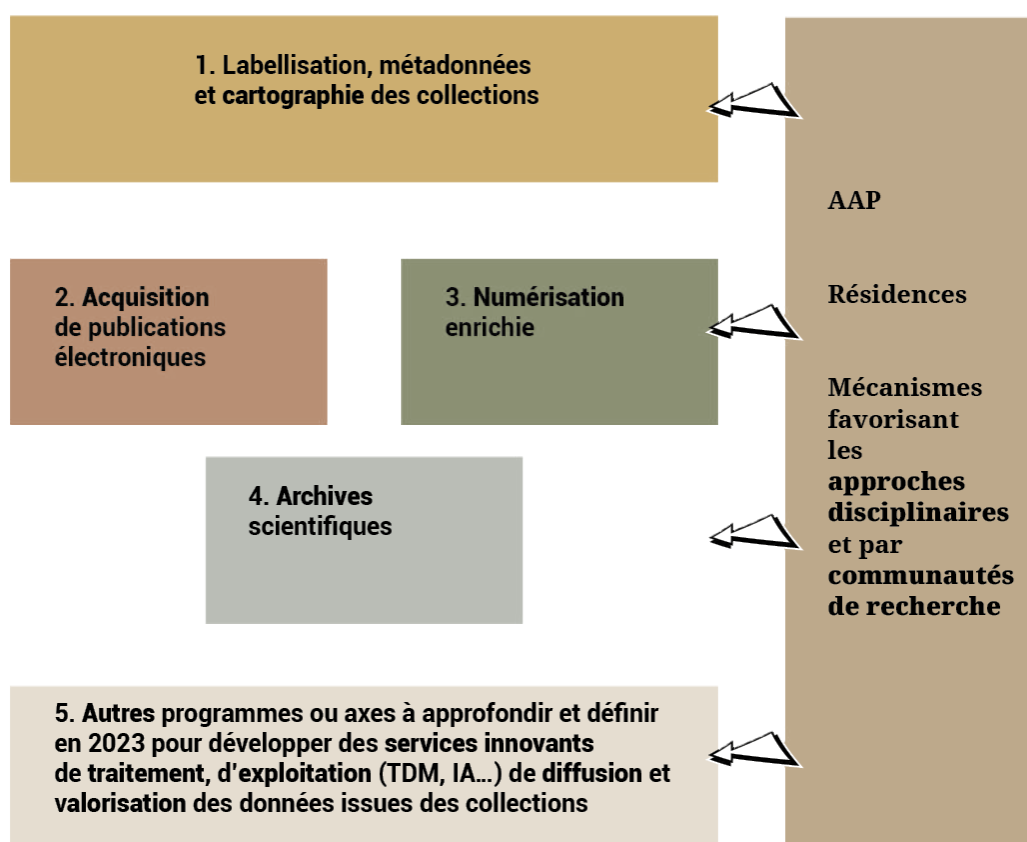 1. Labellisation, métadonnées
et cartographie des collections
2. Acquisition
de publications
électroniques
3. Numérisation
enrichie
4. Archives
scientifiques
5. Autres programmes ou axes à approfondir et définir
en 2023 pour développer des services innovants
de traitement, d’exploitation (TDM, IA…) de diffusion et
valorisation des données issues des collections
AAP
Résidences
Mécanismes
favorisant
les
approches
disciplinaires
et par
communautés
de recherche